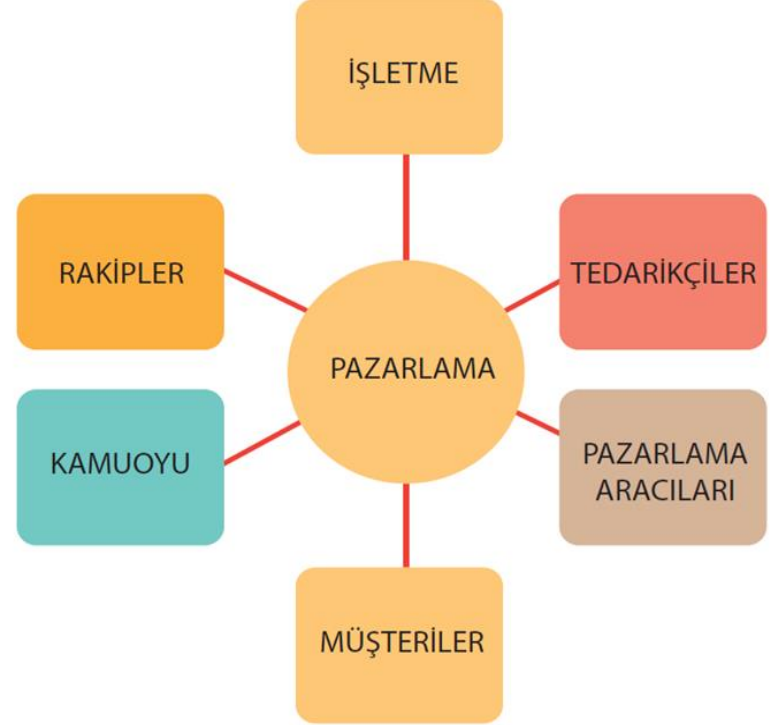 İŞLETME
RAKİPLER
TEDARİKÇİLER
PAZARLAMA
KAMUOYU
PAZARLAMA
ARACILARI
MÜŞTERİLER